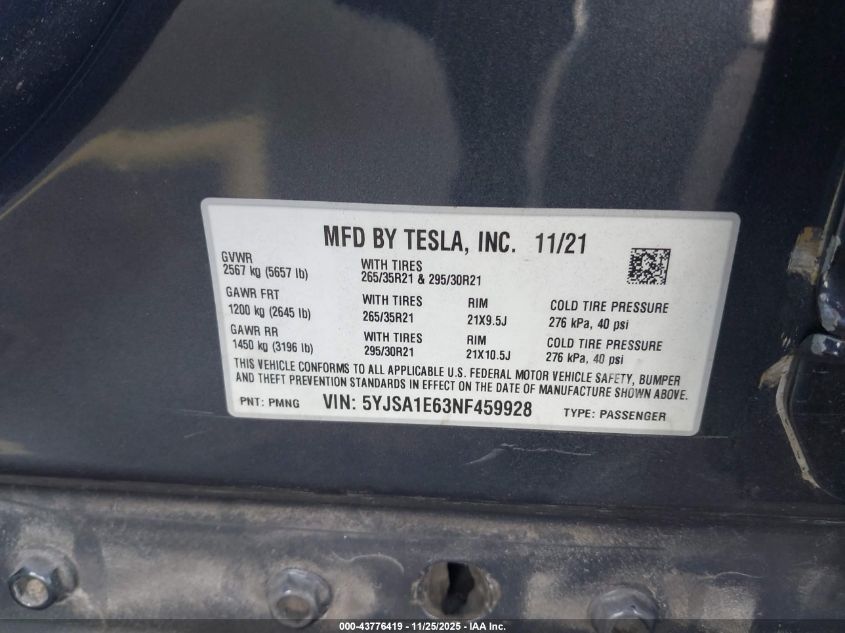 MFD BY TESLA, INC. 11/21
GVWR
2567 kg (5657 lb)
WITH TIRES
265/35R21 & 295/30R21
GAWR FRT
1200 kg (2645 lb)
WITH TIRES
265/35R21
RIM
21X9.5J
COLD TIRE PRESSURE
276 kPa, 40 psi
GAWR RR
1450 kg (3196 lb)
WITH TIRES
295/30R21
RIM
21X10.5J
COLD TIRE PRESSURE
276 kPa, 40 psi
THIS VEHICLE CONFORMS TO ALL APPLICABLE U.S. FEDERAL MOTOR VEHICLE SAFETY, BUMPER
AND THEFT PREVENTION STANDARDS IN EFFECT ON THE DATE OF MANUFACTURE SHOWN ABOVE.
PNT: PMNG VIN: 5YJSA1E63NF459928 TYPE: PASSENGER
000-43776419 - 11/25/2025 - IAA Inc.